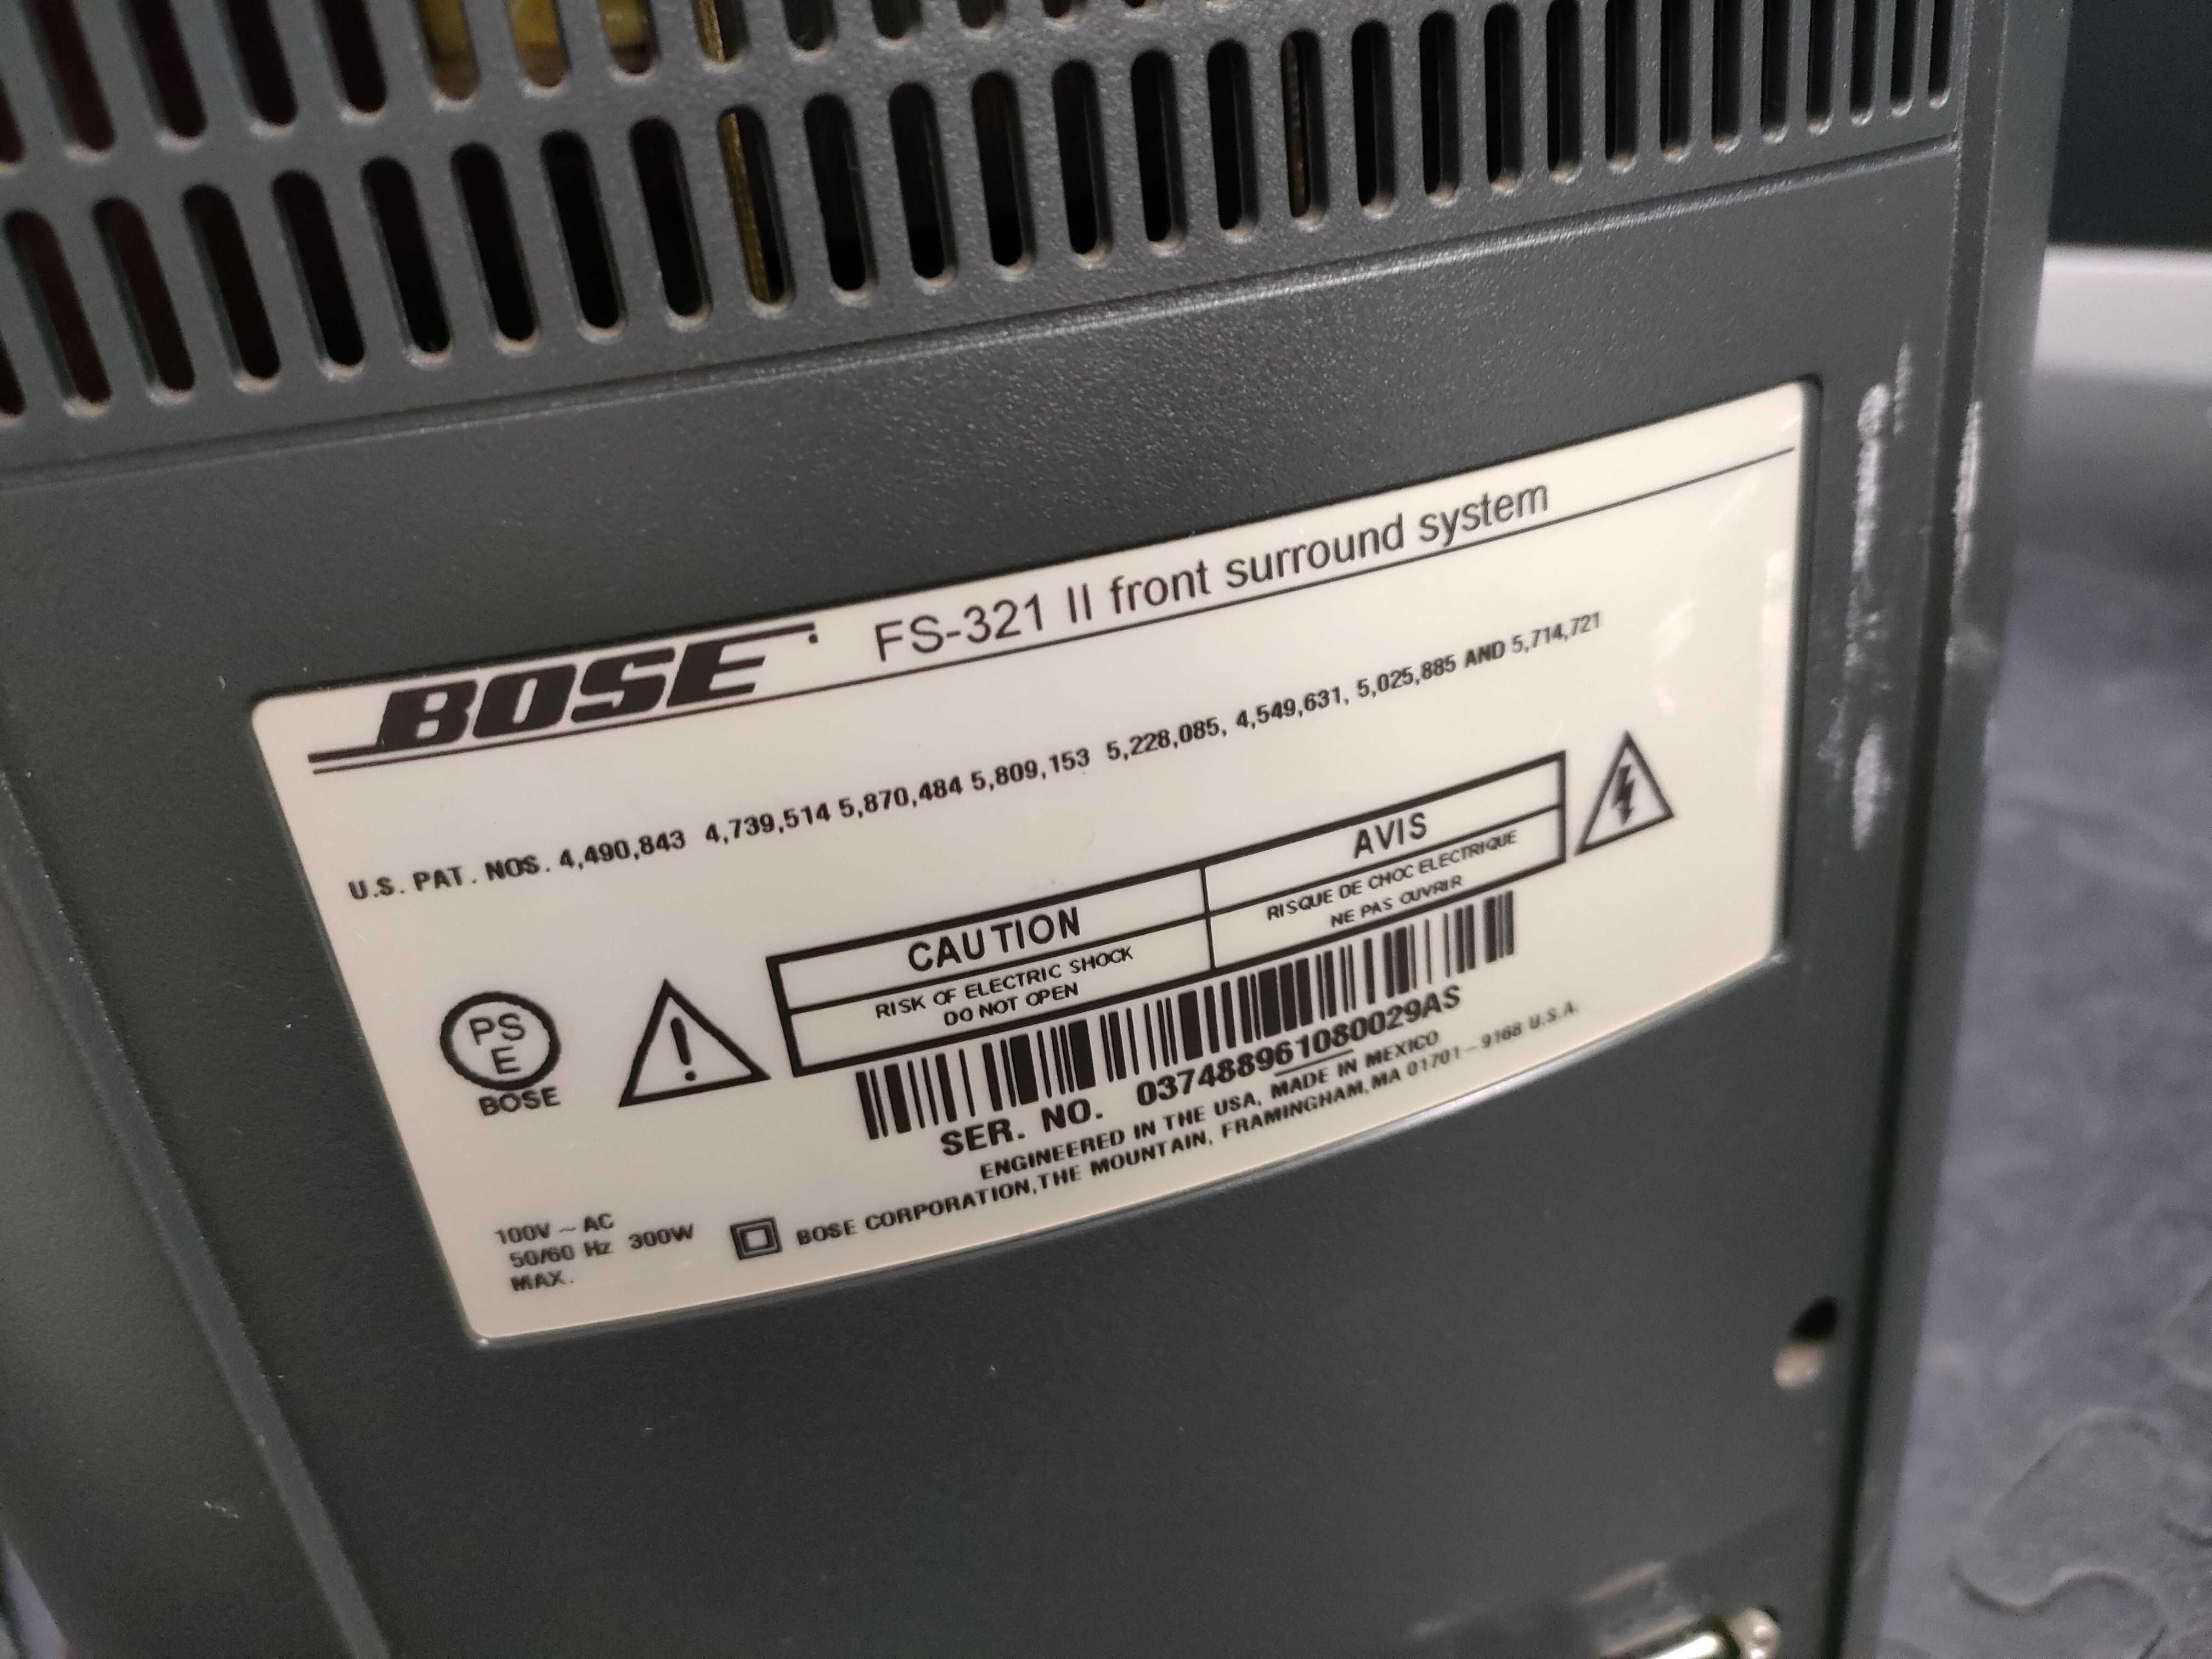 BOSE FS-321 II front surround system
U.S. PAT. NOS. 4,490,843 4,739,514 5,870,484 5,809,153 5,228,085, 4,549,631, 5,025,885 AND 5,714,721
CAUTION
RISK OF ELECTRIC SHOCK
DO NOT OPEN
AVIS
RISQUE DE CHOC ELECTRIQUE
NE PAS OUVRIR
PS
E
BOSE
!
SER. NO. 037488961080029AS
ENGINEERED IN THE USA, MADE IN MEXICO
BOSE CORPORATION,THE MOUNTAIN, FRAMINGHAM,MA 01701-9168 U.S.A.
100V ~ AC
50/60 Hz 300W
MAX.